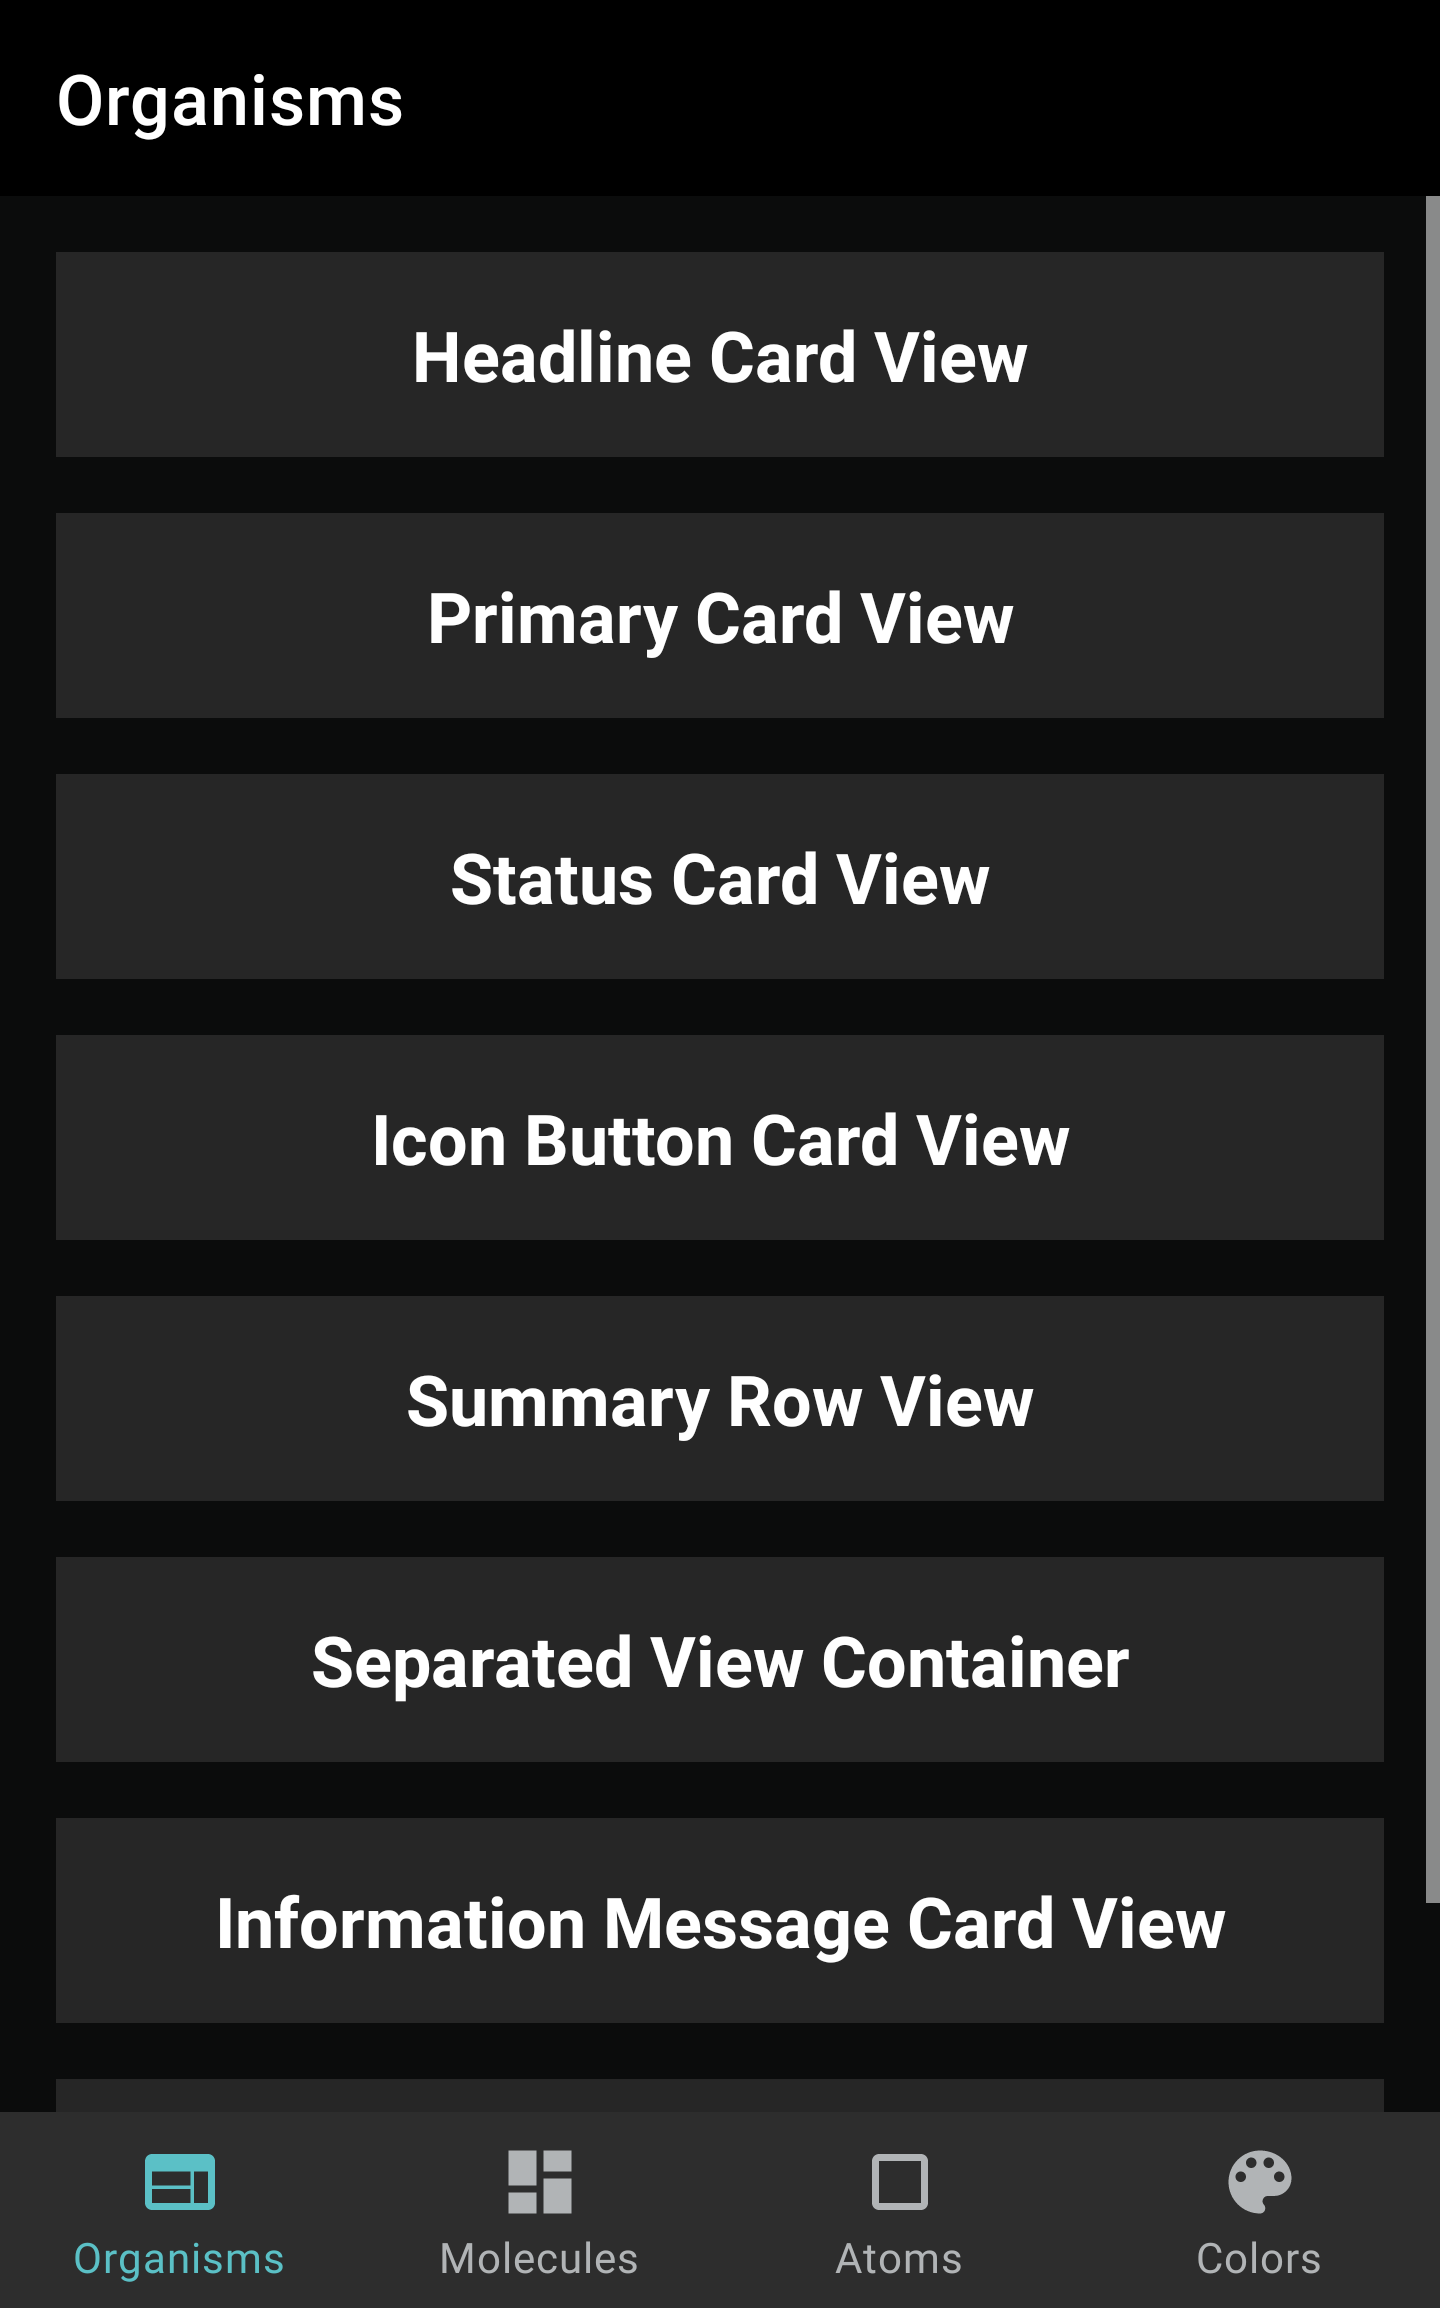 Organisms
Headline Card View
Primary Card View
Status Card View
Icon Button Card View
Summary Row View
Separated View Container
Information Message Card View
Organisms
Molecules
Atoms
Colors